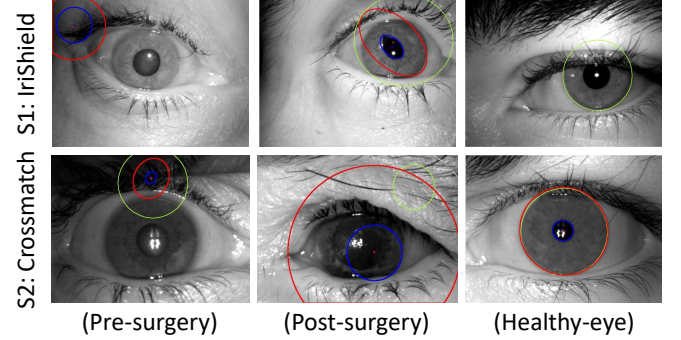 S1: IriShield
S2: Crossmatch
(Pre-surgery) (Post-surgery) (Healthy-eye)